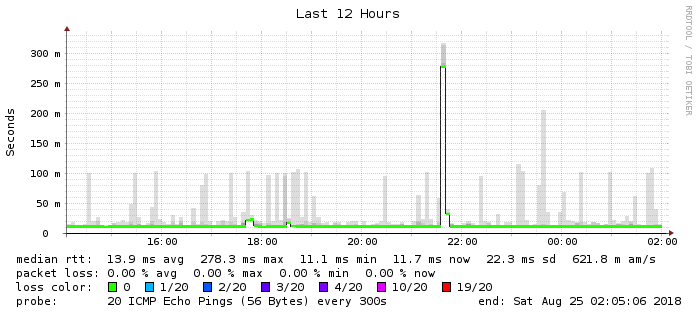 Last 12 Hours
RRDTOOL / TOBI OETIKER
Seconds
300 m
250 m
200 m
150 m
100 m
50 m
0
16:00 18:00 20:00 22:00 00:00 02:00
median rtt: 13.9 ms avg 278.3 ms max 11.1 ms min 11.7 ms now 22.3 ms sd 621.8 m am/s
packet loss: 0.00 % avg 0.00 % max 0.00 % min 0.00 % now
loss color: 0 1/20 2/20 3/20 4/20 10/20 19/20
probe: 20 ICMP Echo Pings (56 Bytes) every 300s end: Sat Aug 25 02:05:06 2018